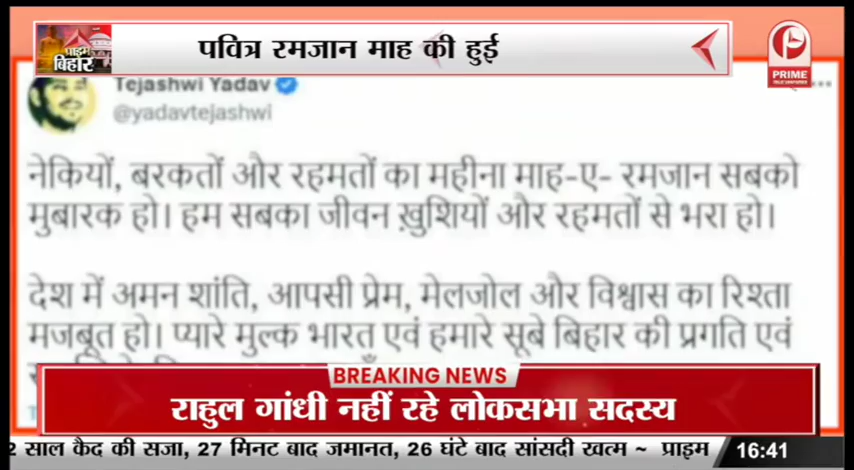 प्राइम
बिहार
पवित्र रमजान माह की हुई
PRIME
Tejashwi Yadav
@yadavtejashwi
नेकियों, बरकतों और रहमतों का महीना माह-ए- रमजान सबको
मुबारक हो। हम सबका जीवन ख़ुशियों और रहमतों से भरा हो।
देश में अमन शांति, आपसी प्रेम, मेलजोल और विश्वास का रिश्ता
मजबूत हो। प्यारे मुल्क भारत एवं हमारे सूबे बिहार की प्रगति एवं
BREAKING NEWS
राहुल गांधी नहीं रहे लोकसभा सदस्य
2 साल कैद की सजा, 27 मिनट बाद जमानत, 26 घंटे बाद सांसदी खत्म ~ प्राइम
16:41